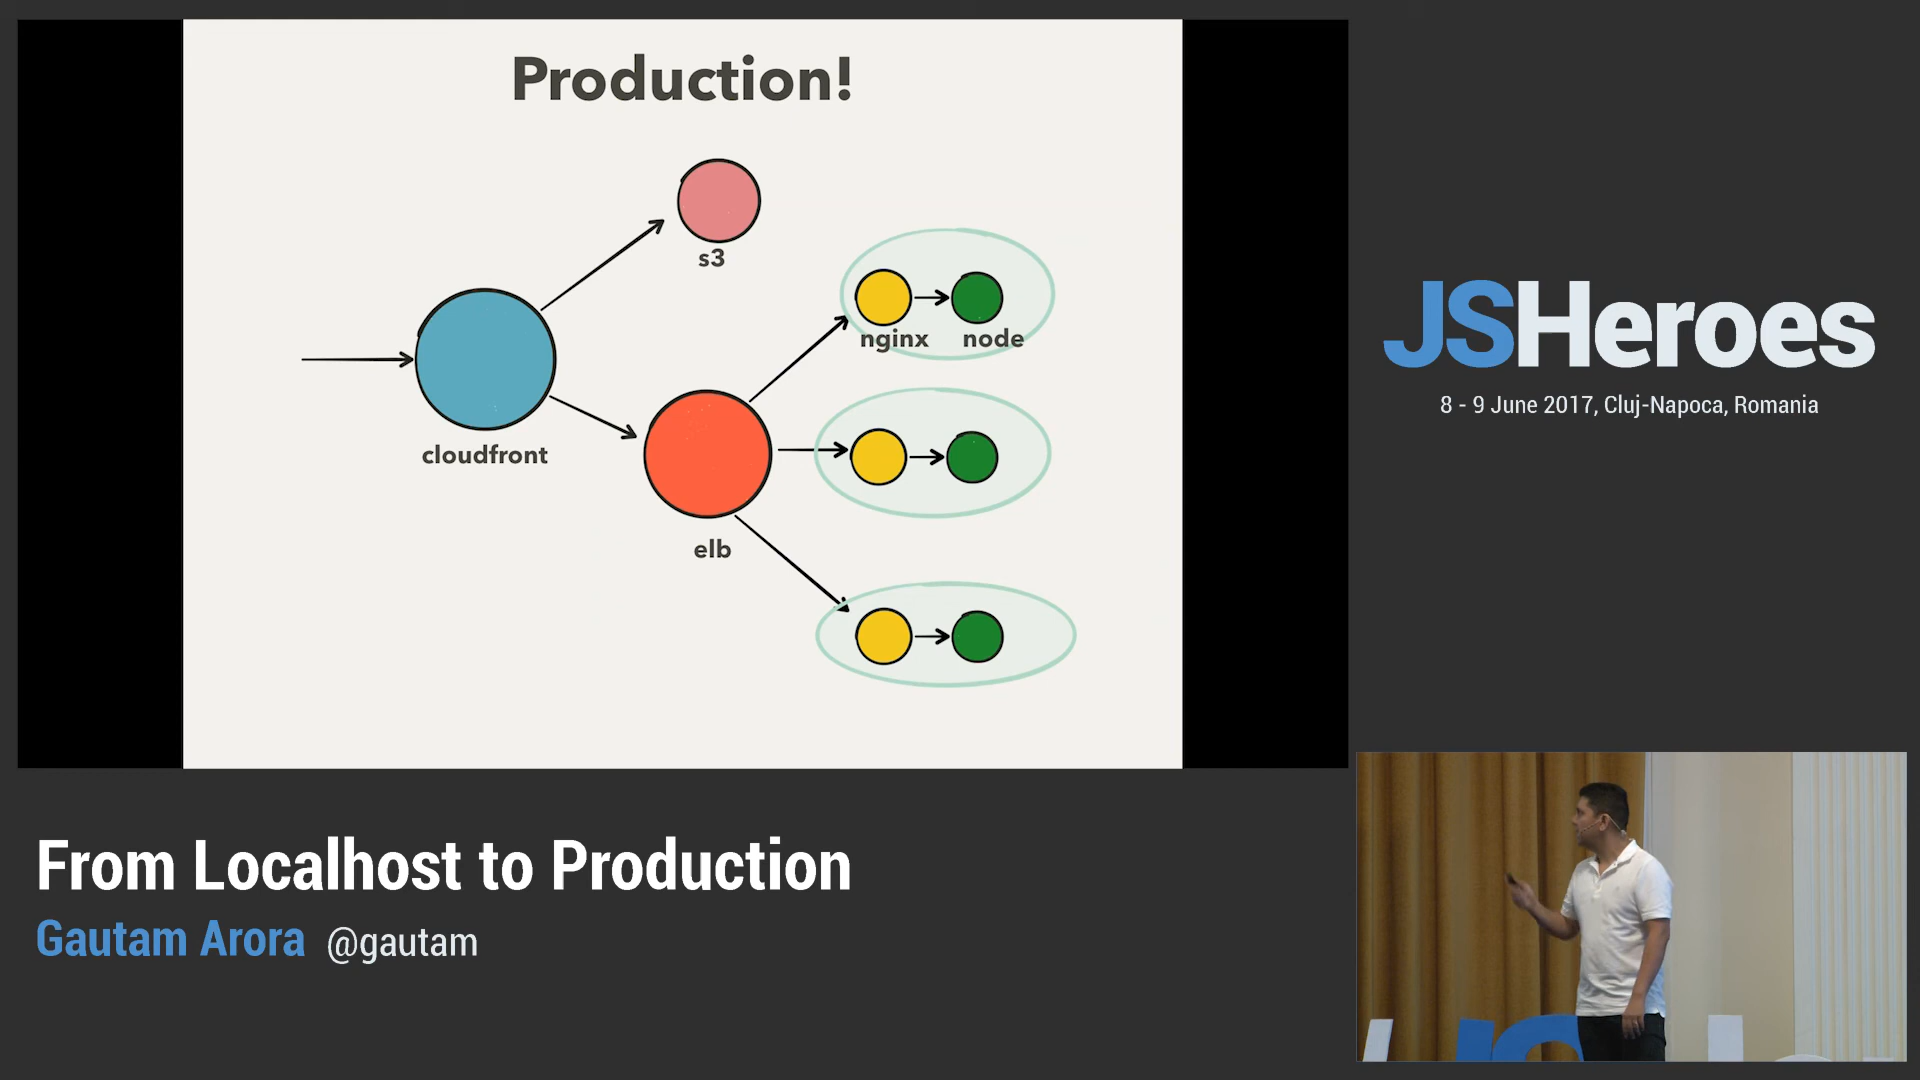 Production!
s3
nginx node
cloudfront
elb
JSHeroes
8 - 9 June 2017, Cluj-Napoca, Romania
From Localhost to Production
Gautam Arora @gautam